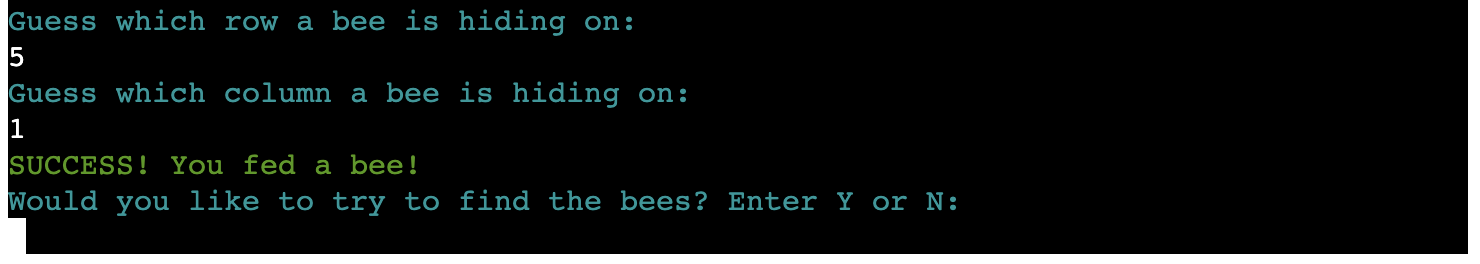 Guess which row a bee is hiding on:
5
Guess which column a bee is hiding on:
1
SUCCESS! You fed a bee!
Would you like to try to find the bees? Enter Y or N: